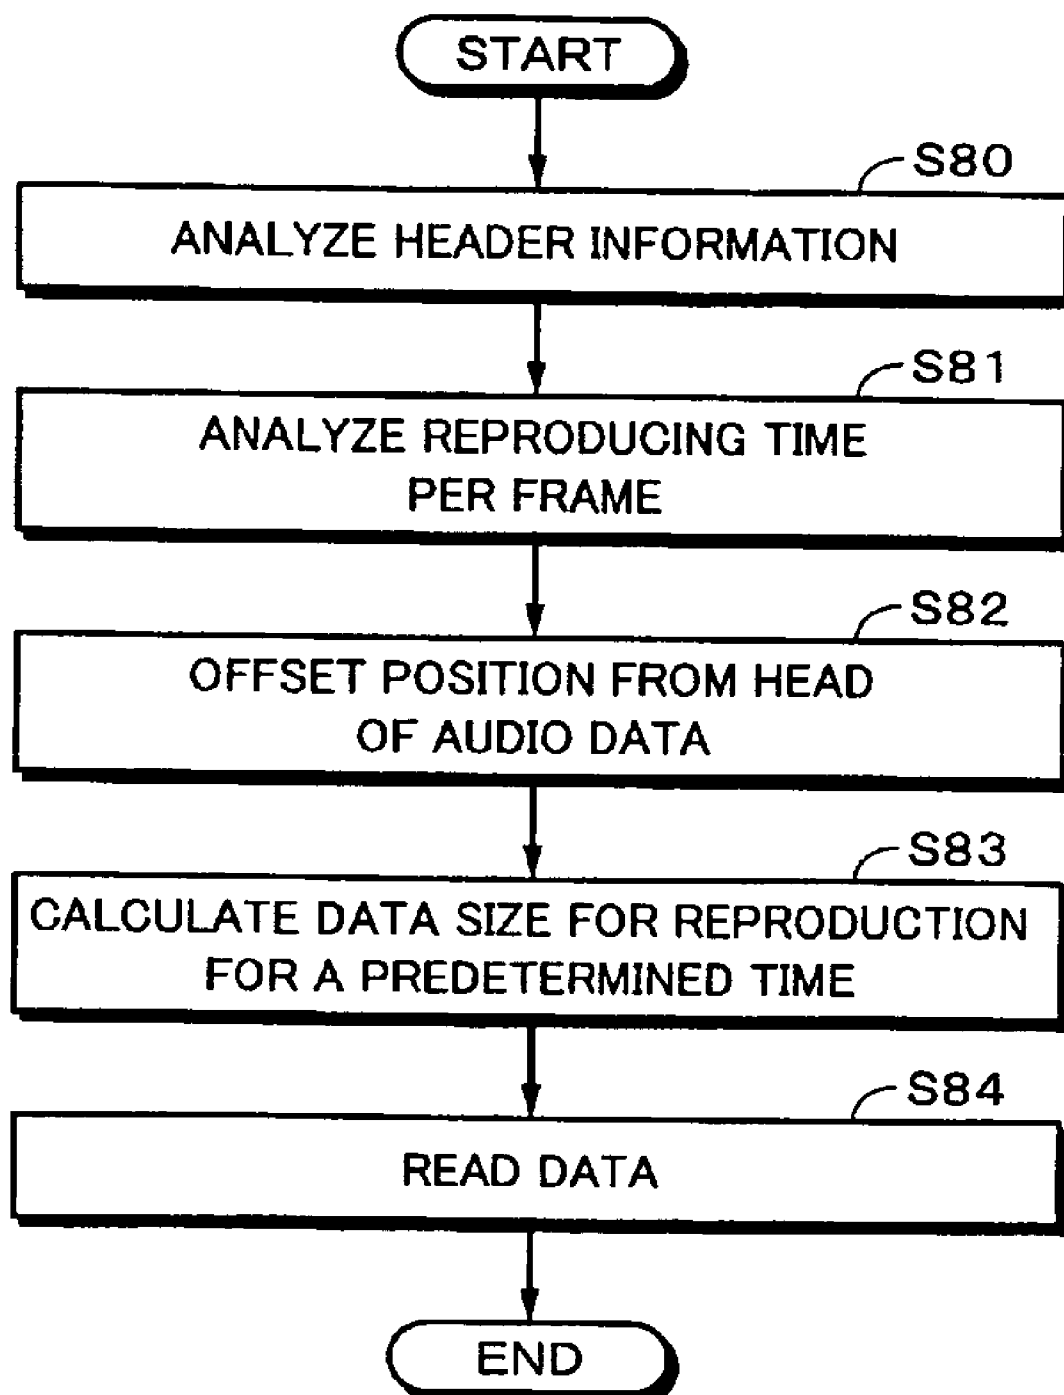 START
S80
ANALYZE HEADER INFORMATION
S81
ANALYZE REPRODUCING TIME
PER FRAME
S82
OFFSET POSITION FROM HEAD
OF AUDIO DATA
S83
CALCULATE DATA SIZE FOR REPRODUCTION
FOR A PREDETERMINED TIME
S84
READ DATA
END